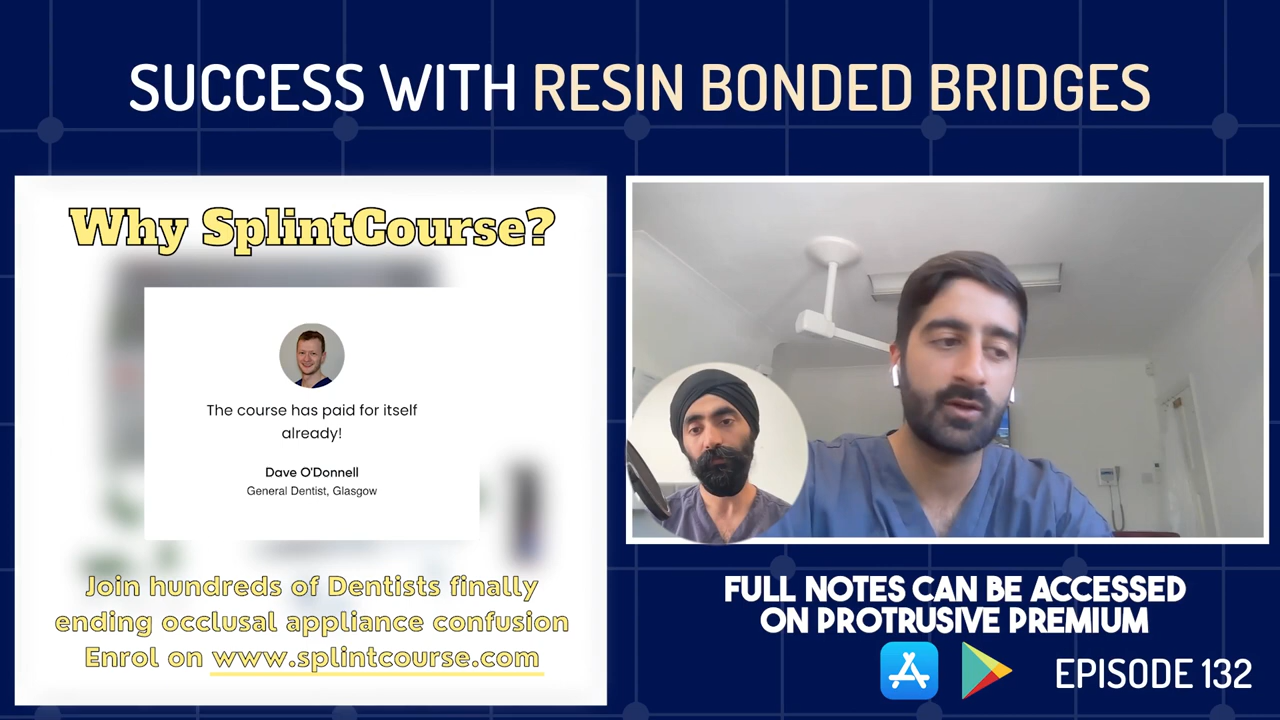 SUCCESS WITH RESIN BONDED BRIDGES
Why SplintCourse?
The course has paid for itself
already!
Dave O'Donnell
General Dentist, Glasgow
Join hundreds of Dentists finally
ending occlusal appliance confusion
Enrol on www.splintcourse.com
FULL NOTES CAN BE ACCESSED
ON PROTRUSIVE PREMIUM
EPISODE 132